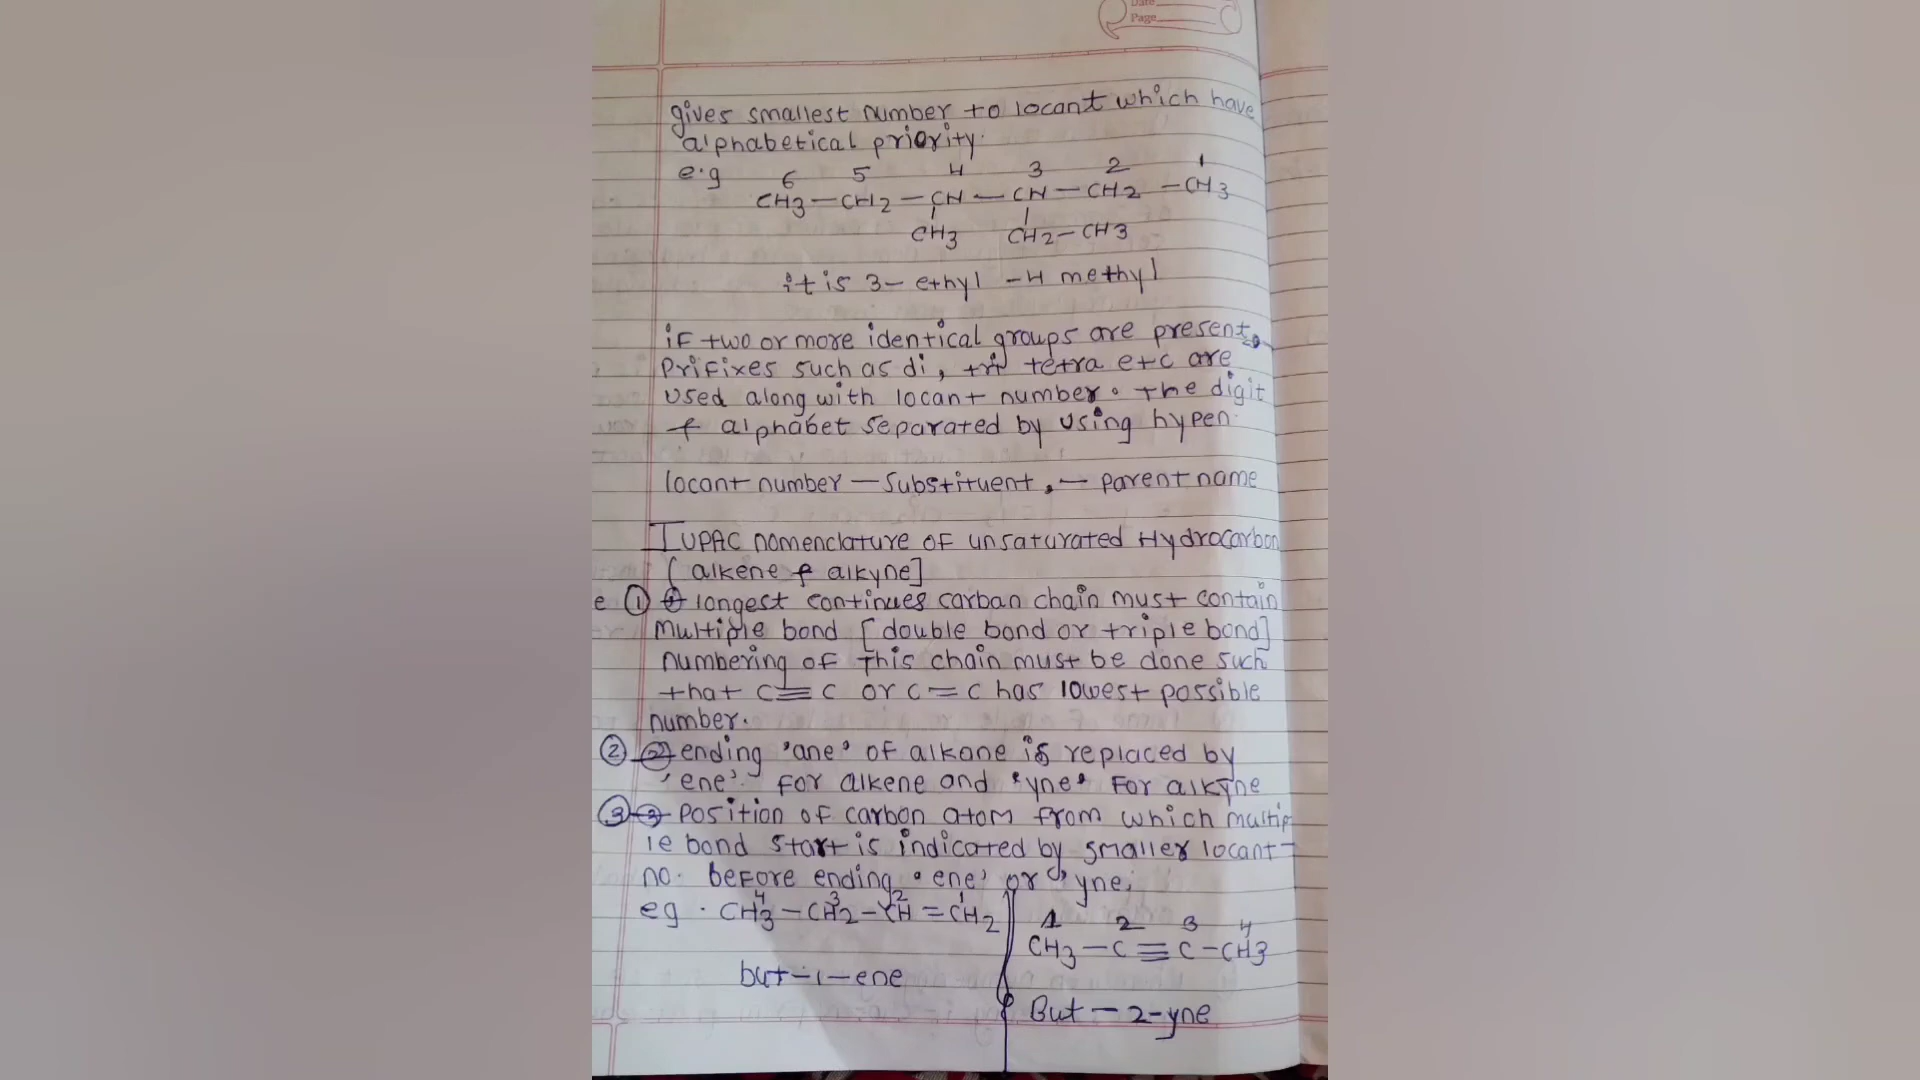 Date
Page
gives smallest number to locant which have
alphabetical priority.
e.g 6 5 4 3 2 1
CH3 — CH2 — CH — CH — CH2 — CH3
CH3 CH2 — CH3
it is 3 – ethyl – 4 methyl
if two or more identical groups are present,
Prifixes such as di, tri tetra etc are
used along with locant number. the digit
& alphabet separated by using hypen.
locant number — Substituent, — parent name
IUPAC nomenclature of unsaturated Hydrocarbon
[ alkene & alkyne ]
e ① longest continues carban chain must contain
multiple bond [ double bond or triple bond ]
numbering of this chain must be done such
that C ≡ C or C = C has lowest possible
number.
② ending 'ane' of alkane is replaced by
'ene' for alkene and 'yne' for alkyne
③ position of carbon atom from which multip
le bond start is indicated by smaller locant
no. before ending 'ene' or 'yne,
4 3 2 1
eg. CH3 – CH2 – CH = CH2
but – 1 – ene
1 2 3 4
CH3 – C ≡ C – CH3
But – 2 – yne